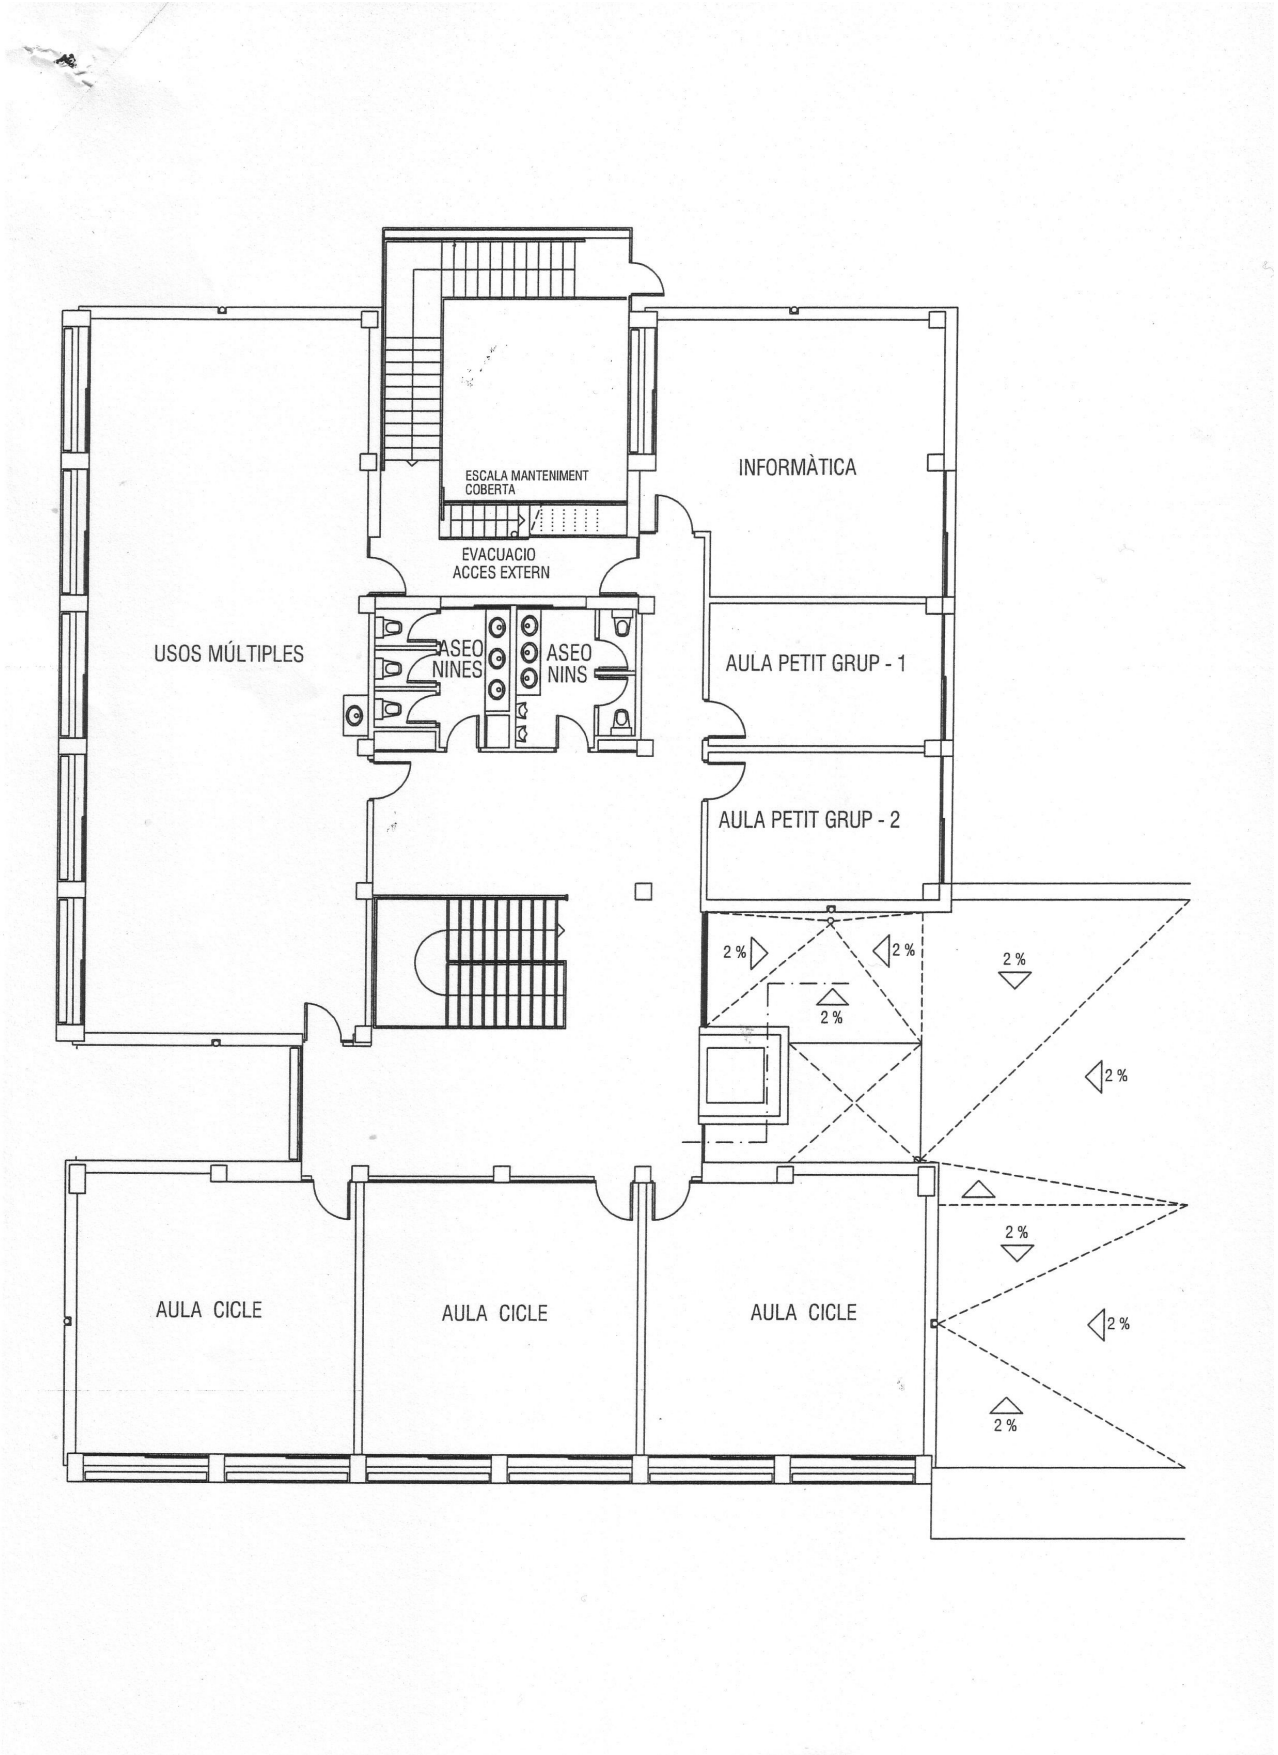 ESCALA MANTENIMENT
COBERTA
INFORMÀTICA
EVACUACIO
ACCES EXTERN
USOS MÚLTIPLES
ASEO
NINES
ASEO
NINS
AULA PETIT GRUP - 1
AULA PETIT GRUP - 2
2 %
2 %
2 %
2 %
2 %
2 %
2 %
2 %
AULA CICLE
AULA CICLE
AULA CICLE